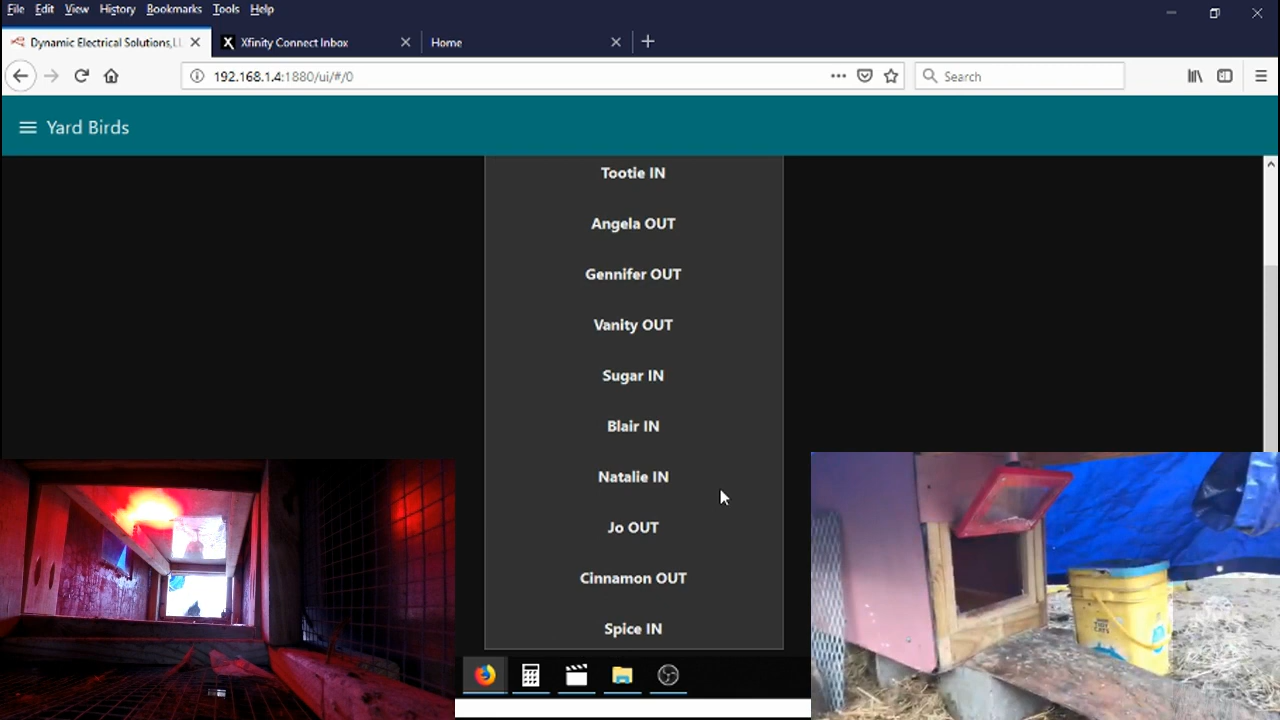 File Edit View History Bookmarks Tools Help
Dynamic Electrical Solutions,L
Xfinity Connect Inbox
Home
192.168.1.4:1880/ui/#/0
Search
Yard Birds
Tootie IN
Angela OUT
Gennifer OUT
Vanity OUT
Sugar IN
Blair IN
Natalie IN
Jo OUT
Cinnamon OUT
Spice IN